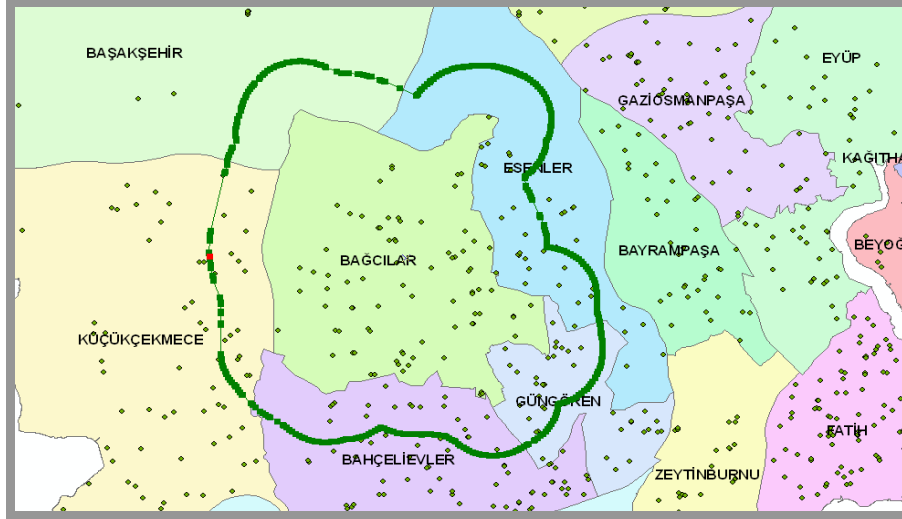 BAŞAKŞEHİR
EYÜP
GAZİOSMANPAŞA
KAĞITHA
ESENLER
BEYOĞ
BAYRAMPAŞA
BAĞCILAR
KÜÇÜKÇEKMECE
GÜNGÖREN
FATİH
BAHÇELİEVLER
ZEYTİNBURNU